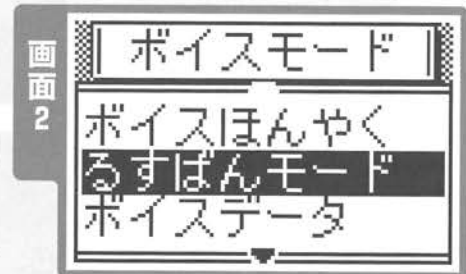 画面2
ボイスモード
ボイスほんやく
るすばんモード
ボイスデータ